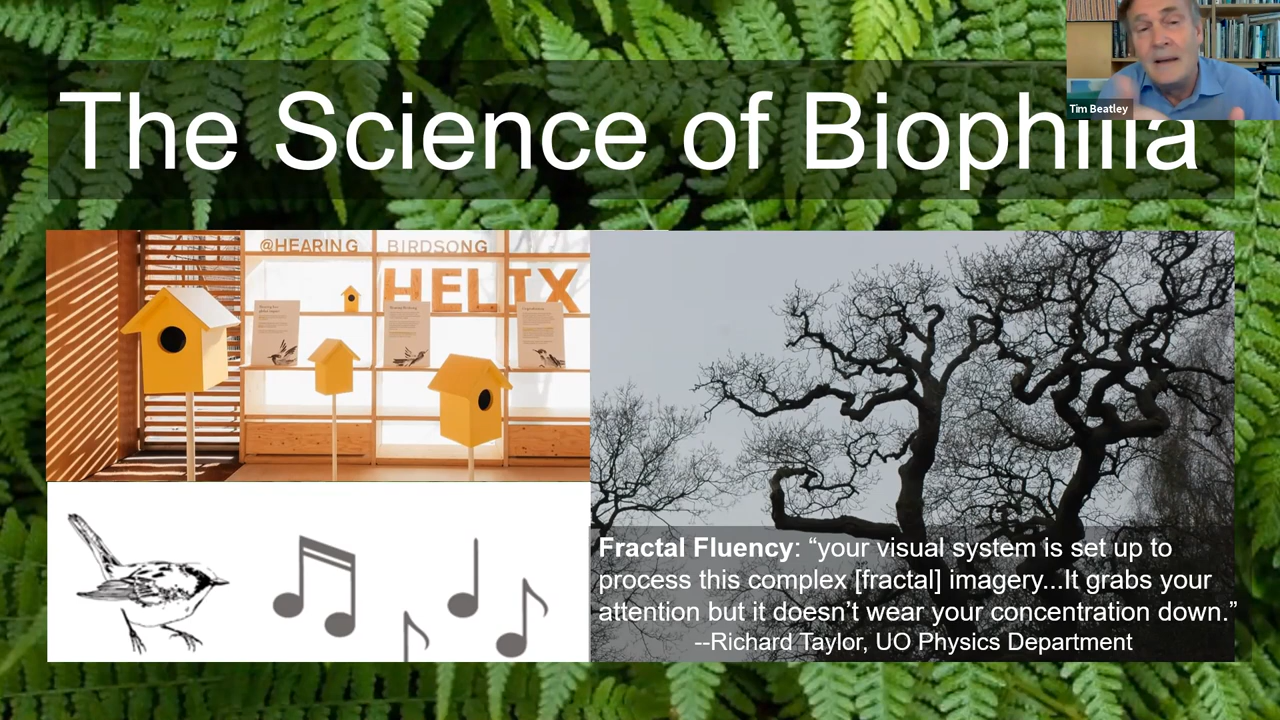 Tim Beatley
The Science of Biophilia
@HEARING BIRDSONG
HELIX
Fractal Fluency: “your visual system is set up to
process this complex [fractal] imagery...It grabs your
attention but it doesn’t wear your concentration down.”
--Richard Taylor, UO Physics Department